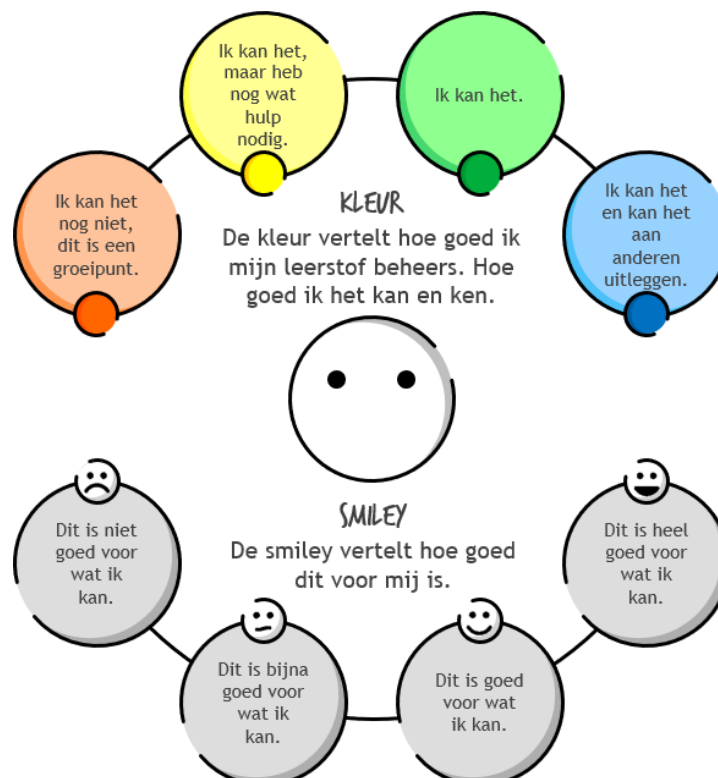 Ik kan het,
maar heb
nog wat
hulp
nodig.
Ik kan het.
Ik kan het
nog niet,
dit is een
groeipunt.
Ik kan het
en kan het
aan
anderen
uitleggen.
KLEUR
De kleur vertelt hoe goed ik
mijn leerstof beheers. Hoe
goed ik het kan en ken.
SMILEY
De smiley vertelt hoe goed
dit voor mij is.
Dit is niet
goed voor
wat ik
kan.
Dit is bijna
goed voor
wat ik
kan.
Dit is goed
voor wat
ik kan.
Dit is heel
goed voor
wat ik
kan.